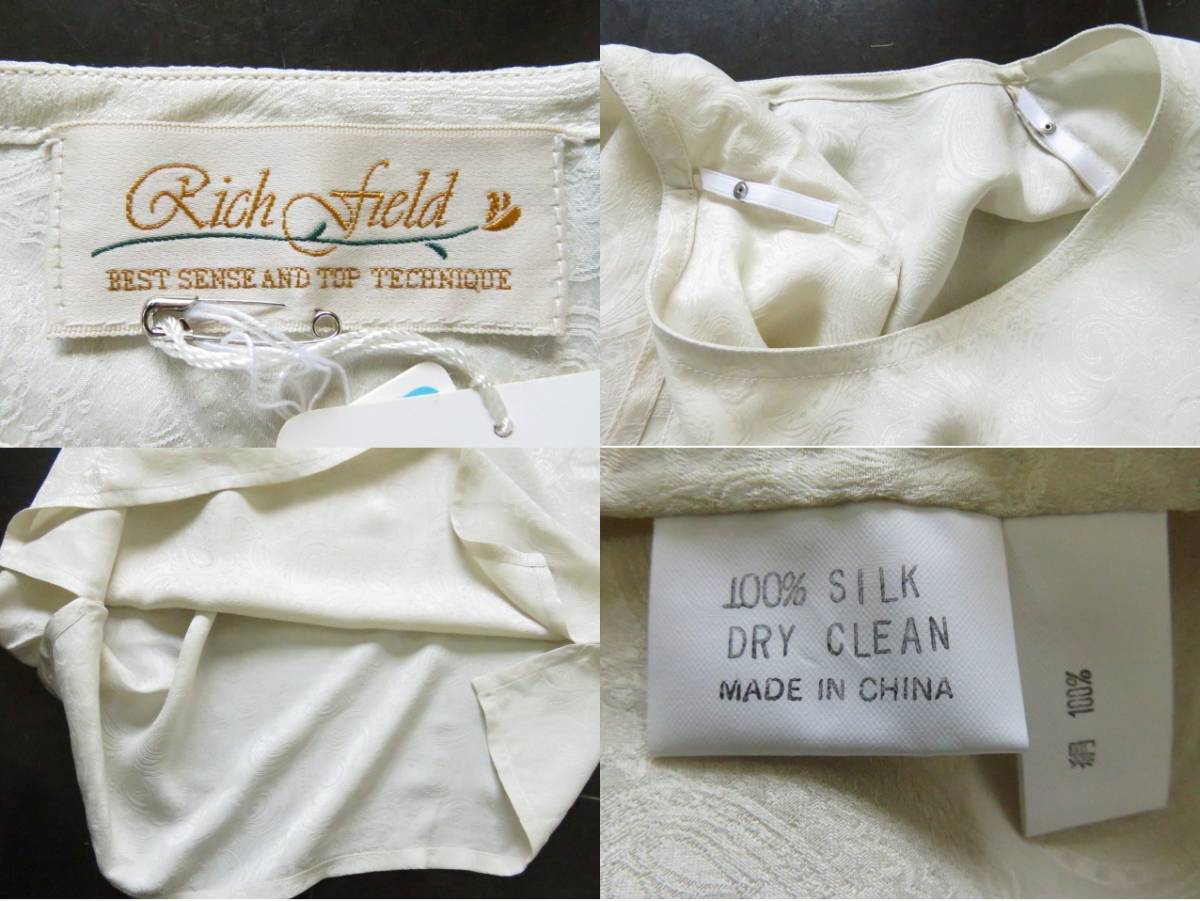 Rich Field
BEST SENSE AND TOP TECHNIQUE
100% SILK
DRY CLEAN
MADE IN CHINA
絹 100%